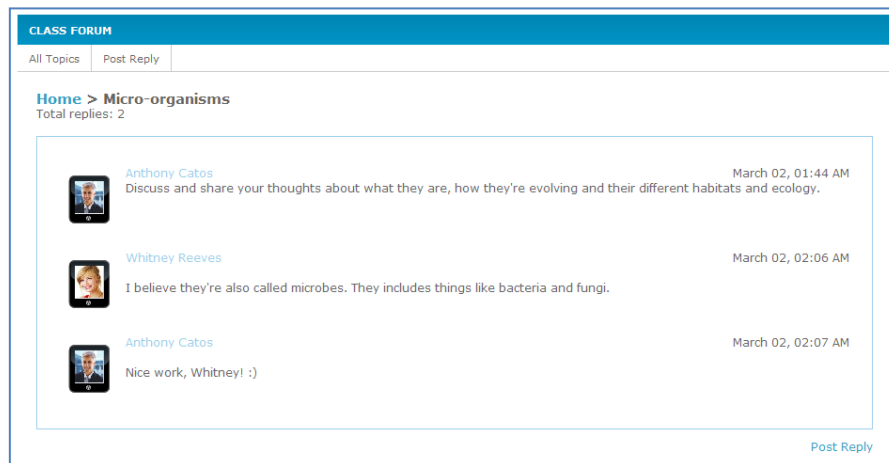 CLASS FORUM
All Topics
Post Reply
Home > Micro-organisms
Total replies: 2
Anthony Catos March 02, 01:44 AM
Discuss and share your thoughts about what they are, how they're evolving and their different habitats and ecology.
Whitney Reeves March 02, 02:06 AM
I believe they're also called microbes. They includes things like bacteria and fungi.
Anthony Catos March 02, 02:07 AM
Nice work, Whitney! :)
Post Reply